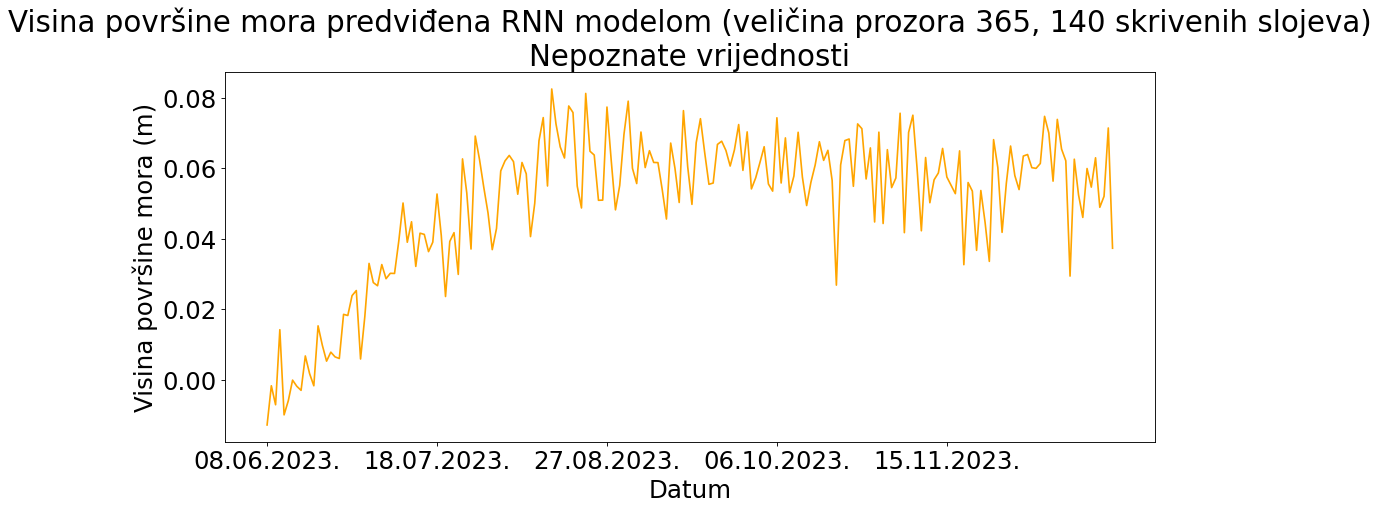 Visina površine mora predviđena RNN modelom (veličina prozora 365, 140 skrivenih slojeva)
Nepoznate vrijednosti
Visina površine mora (m)
0.08
0.06
0.04
0.02
0.00
08.06.2023. 18.07.2023. 27.08.2023. 06.10.2023. 15.11.2023.
Datum